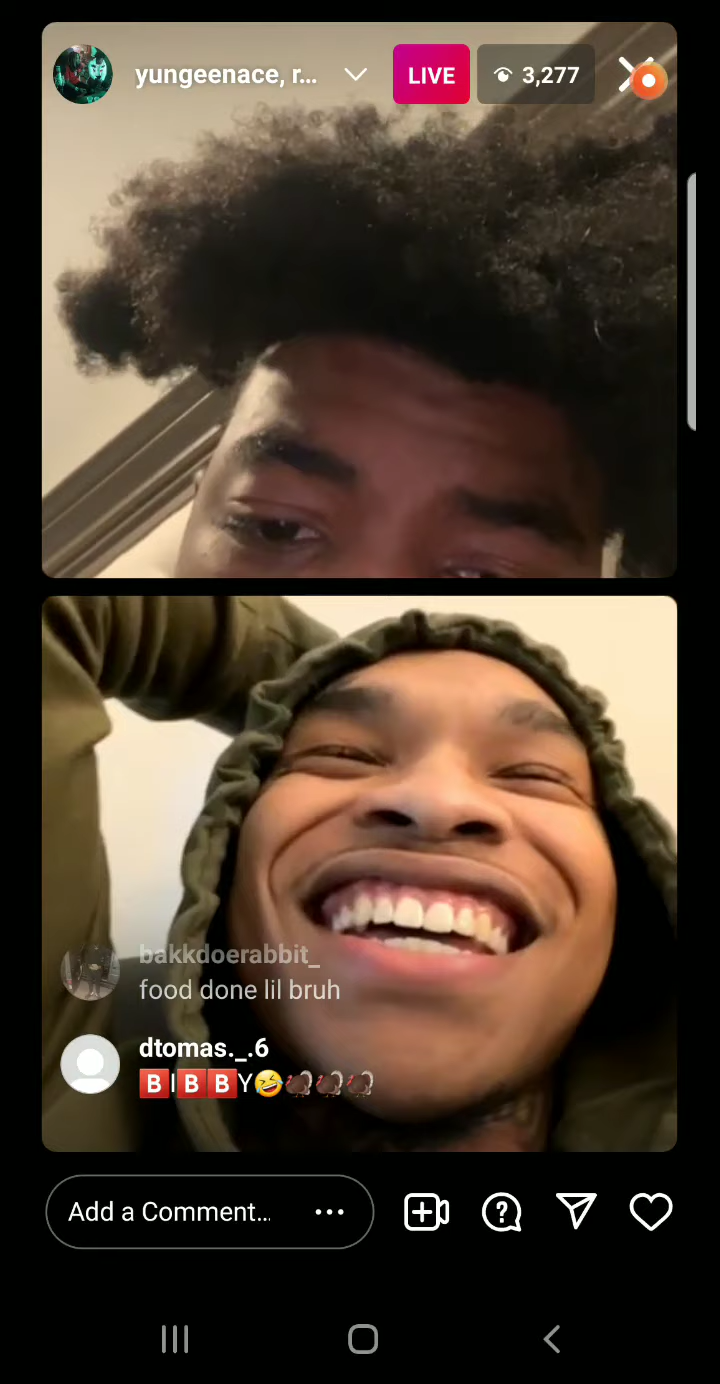 yungeenace, r...
LIVE
3,277
bakkdoerabbit_
food done lil bruh
dtomas._.6
🅱️I🅱️🅱️Y🤣🦃🦃🦃
Add a Comment...